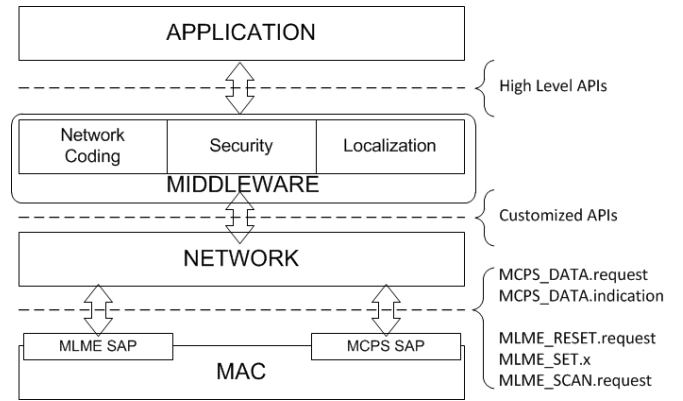 APPLICATION
High Level APIs
Network
Coding
Security
Localization
MIDDLEWARE
Customized APIs
NETWORK
MCPS_DATA.request
MCPS_DATA.indication
MLME_RESET.request
MLME_SET.x
MLME_SCAN.request
MLME SAP
MCPS SAP
MAC